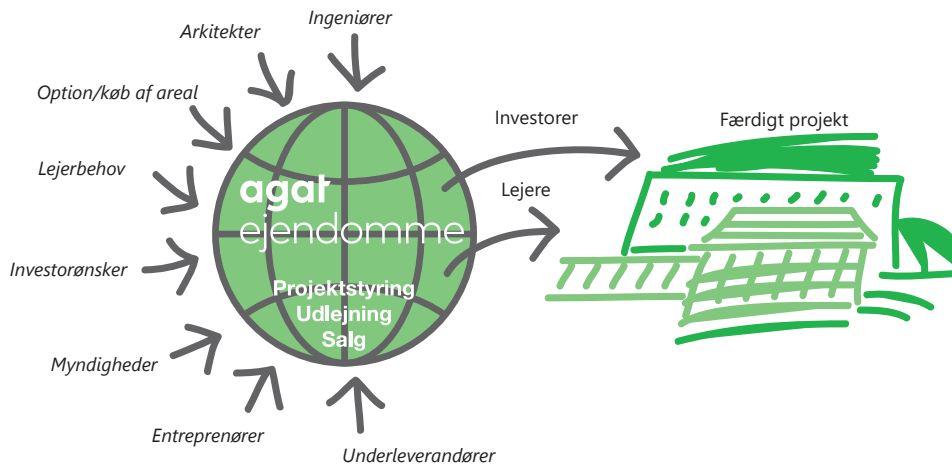 Ingeniører
Arkitekter
Option/køb af areal
Lejerbehov
Investorønsker
Myndigheder
Entreprenører
Underleverandører
agat
ejendomme
Projektstyring
Udlejning
Salg
Investorer
Lejere
Færdigt projekt